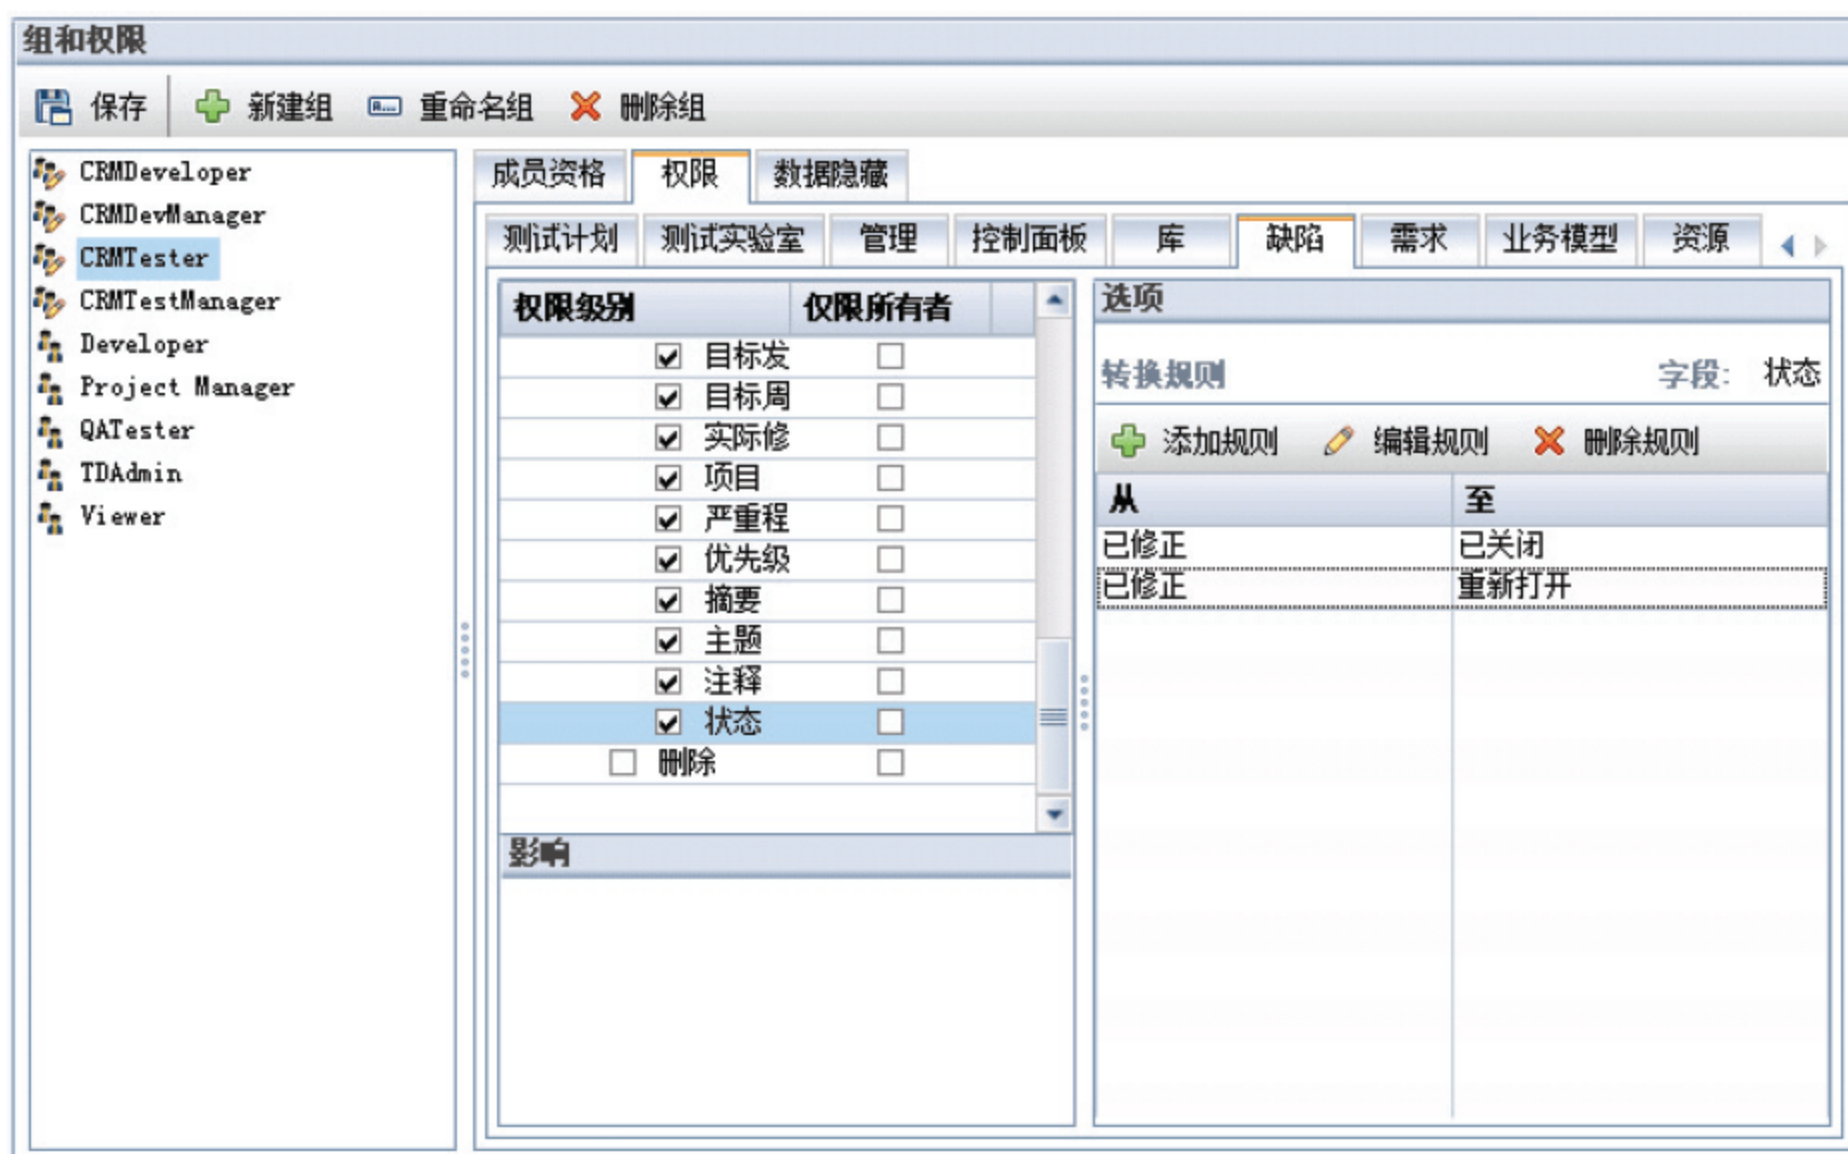 组和权限
保存 新建组 重命名组 删除组
CRMDeveloper
CRMDevManager
CRMTester
CRMTestManager
Developer
Project Manager
QATester
TDAdmin
Viewer
成员资格 权限 数据隐藏
测试计划 测试实验室 管理 控制面板 库 缺陷 需求 业务模型 资源
权限级别 仅限所有者
目标发
目标周
实际修
项目
严重程
优先级
摘要
主题
注释
状态
删除
影响
选项
转换规则 字段: 状态
添加规则 编辑规则 删除规则
从 至
已修正 已关闭
已修正 重新打开